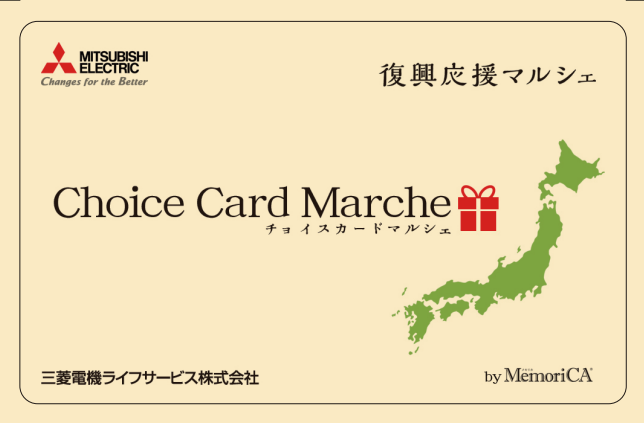 MITSUBISHI
ELECTRIC
Changes for the Better
復興応援マルシェ
Choice Card Marche
チョイスカードマルシェ
三菱電機ライフサービス株式会社
by MemoriCA